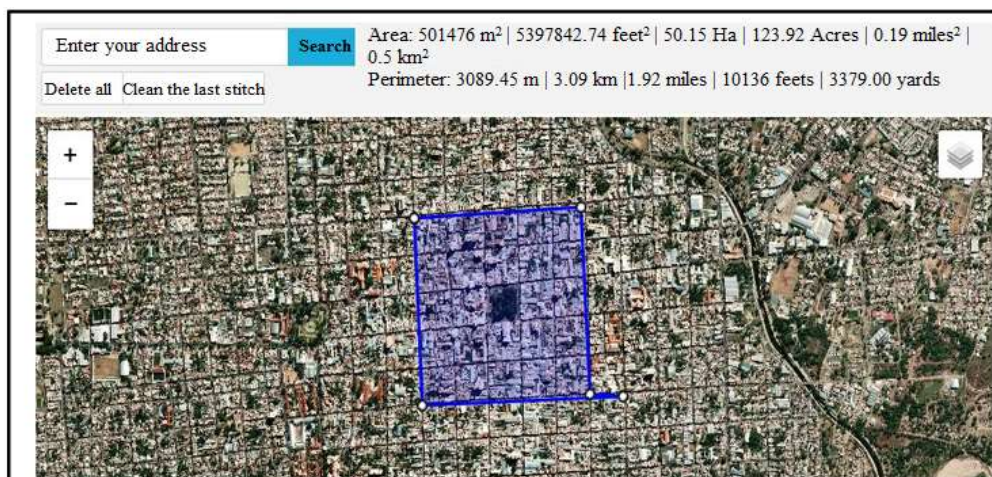 Enter your address
Search
Area: 501476 m² | 5397842.74 feet² | 50.15 Ha | 123.92 Acres | 0.19 miles² |
0.5 km²
Delete all
Clean the last stitch
Perimeter: 3089.45 m | 3.09 km |1.92 miles | 10136 feets | 3379.00 yards
+
−